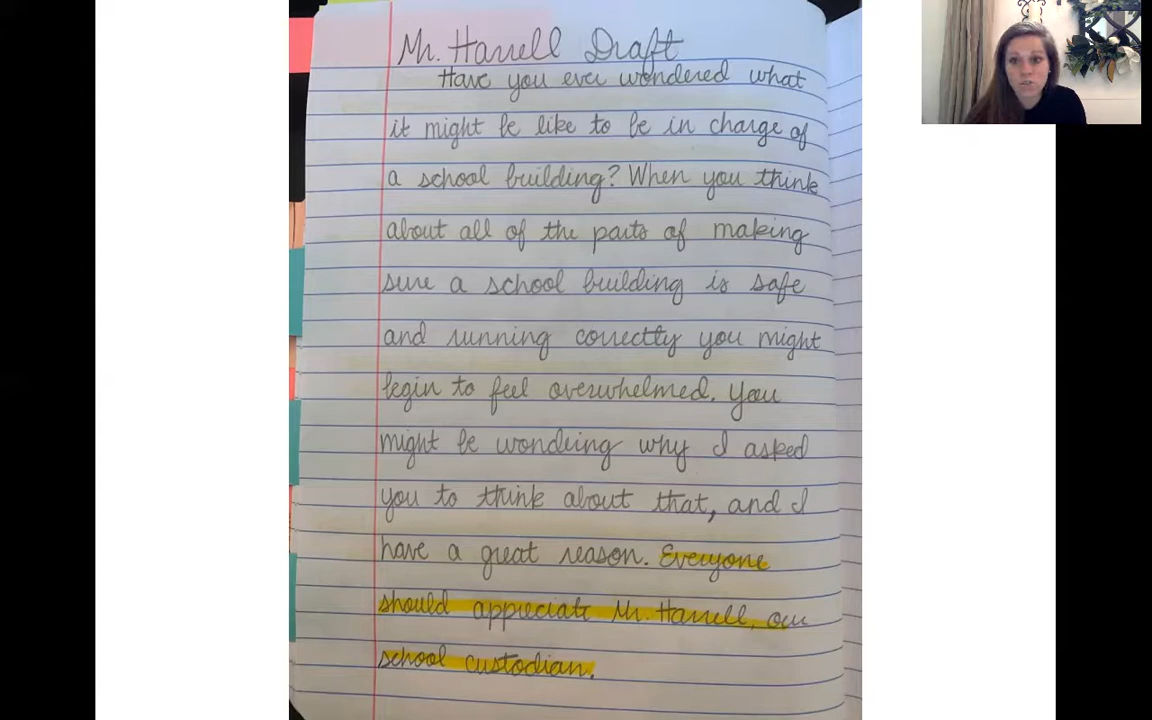 Mr. Harrell Draft
Have you ever wondered what
it might be like to be in charge of
a school building? When you think
about all of the parts of making
sure a school building is safe
and running correctly you might
begin to feel overwhelmed. You
might be wondering why I asked
you to think about that, and I
have a great reason. Everyone
should appreciate Mr. Harrell, our
school custodian.